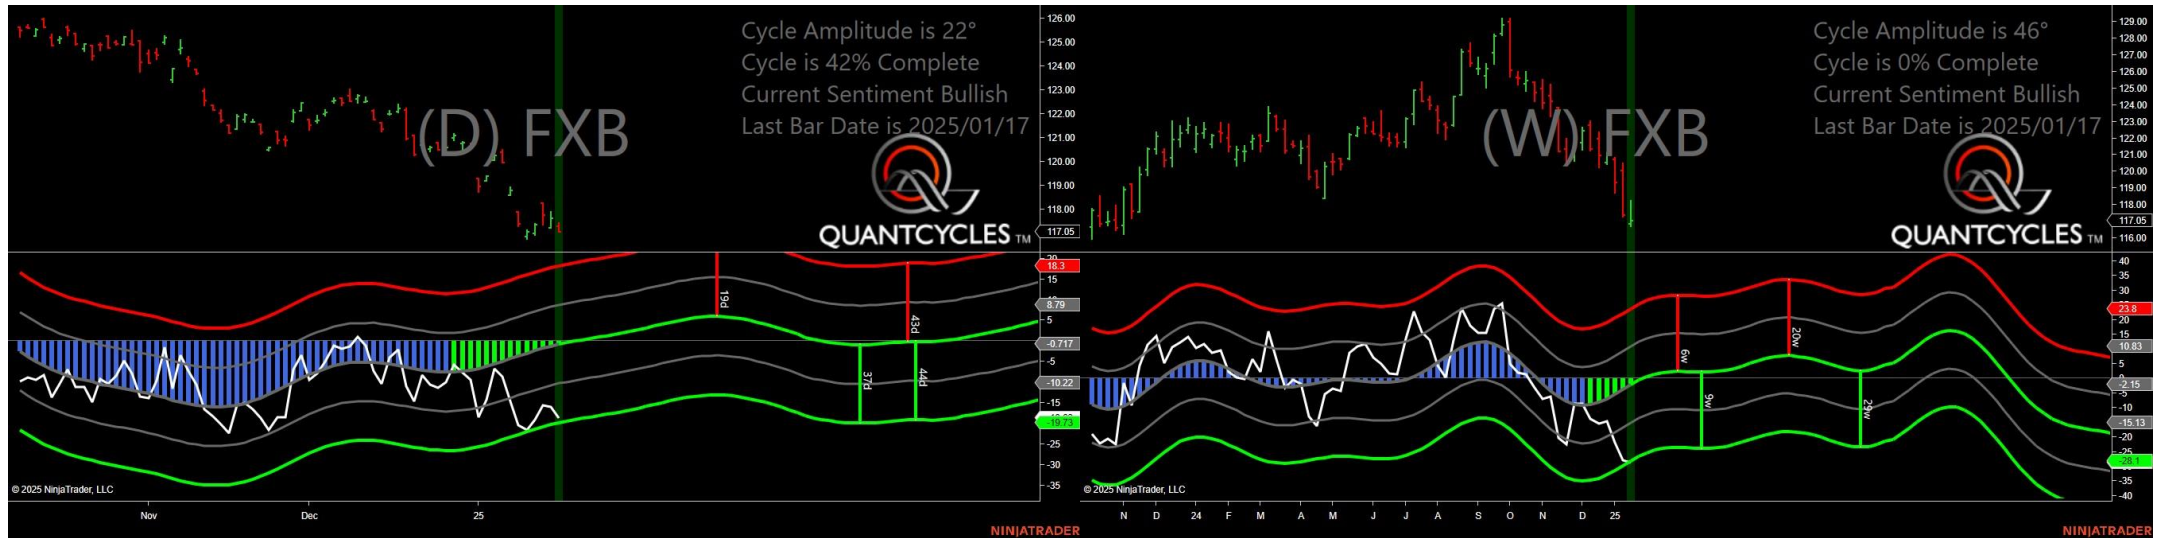 Cycle Amplitude is 22°
Cycle is 42% Complete
Current Sentiment Bullish
Last Bar Date is 2025/01/17
(D) FXB
QUANTCYCLES TM
126.00
125.00
124.00
123.00
122.00
121.00
120.00
119.00
118.00
117.05
15
18.3
8.79
5
-0.717
-5
-10.22
-15
-19.73
-25
-30
-35
19d
43d
37d
44d
© 2025 NinjaTrader, LLC
Nov
Dec
25
NINJATRADER
Cycle Amplitude is 46°
Cycle is 0% Complete
Current Sentiment Bullish
Last Bar Date is 2025/01/17
(W) FXB
QUANTCYCLES TM
129.00
128.00
127.00
126.00
125.00
124.00
123.00
122.00
121.00
120.00
119.00
118.00
117.05
116.00
40
35
30
23.8
20
15
10.83
5
-2.15
-5
-10
-15.13
-20
-28.1
-35
-40
6w
20w
9w
29w
© 2025 NinjaTrader, LLC
N
D
24
F
M
A
M
J
J
A
S
O
N
D
25
NINJATRADER